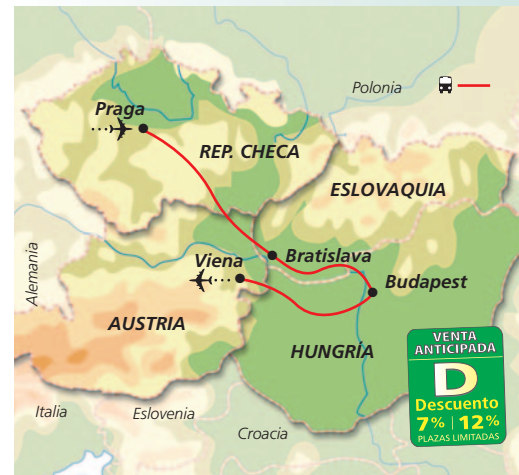 Polonia
Praga
REP. CHECA
ESLOVAQUIA
Alemania
Viena
Bratislava
Budapest
AUSTRIA
HUNGRÍA
Italia
Eslovenia
Croacia
VENTA
ANTICIPADA
D
Descuento
7% | 12%
PLAZAS LIMITADAS